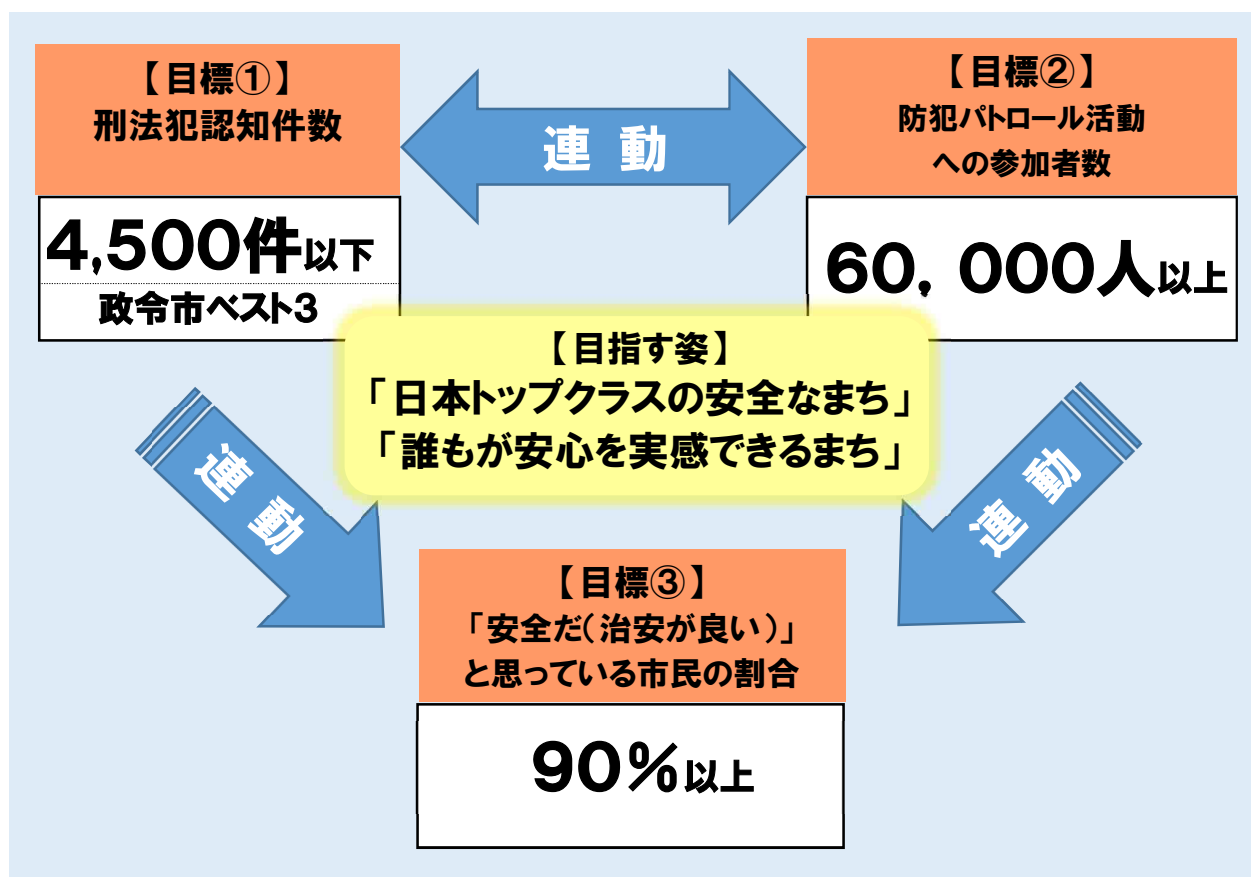 【目標①】
刑法犯認知件数
4,500件以下
政令市ベスト3
連 動
【目標②】
防犯パトロール活動
への参加者数
60，000人以上
【目指す姿】
「日本トップクラスの安全なまち」
「誰もが安心を実感できるまち」
連 動
連 動
【目標③】
「安全だ（治安が良い）」
と思っている市民の割合
90％以上